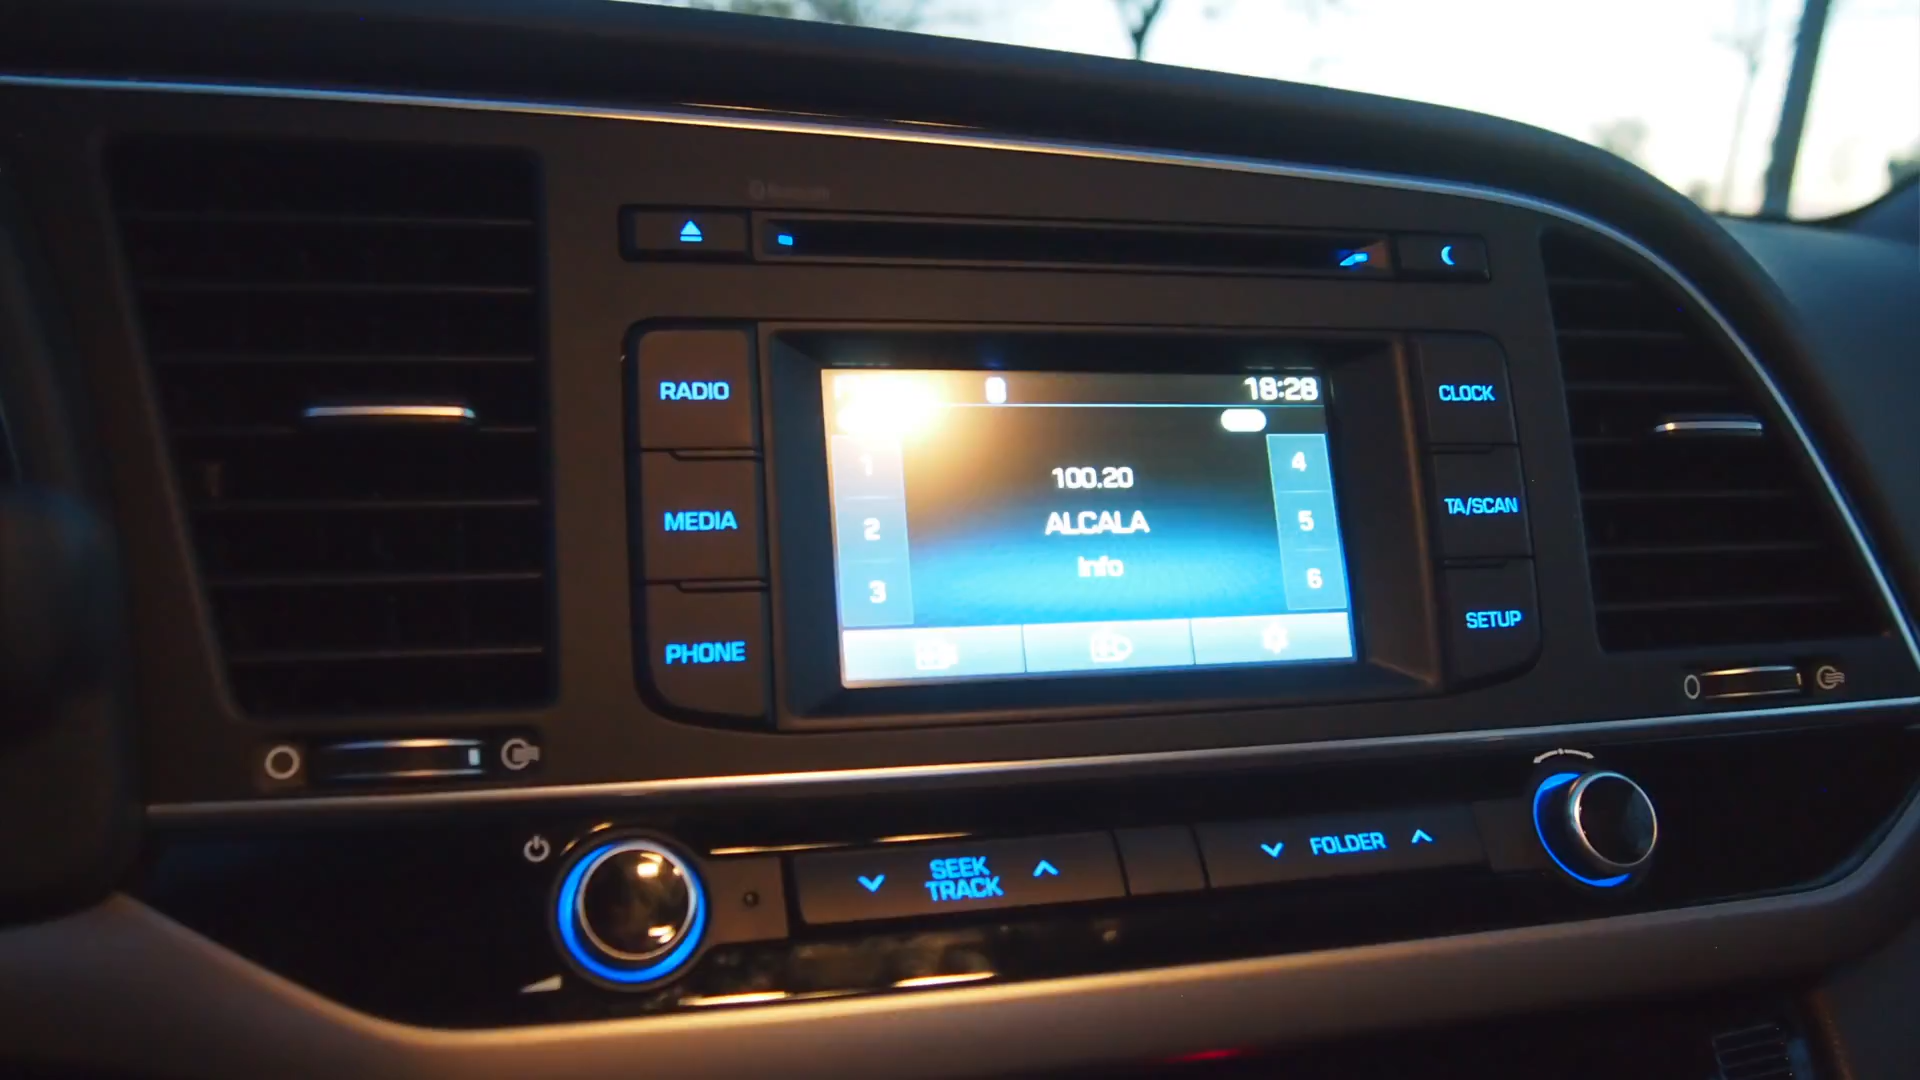 RADIO
MEDIA
PHONE
18:28
1
2
3
100.20
ALCALA
Info
4
5
6
CLOCK
TA/SCAN
SETUP
SEEK
TRACK
FOLDER